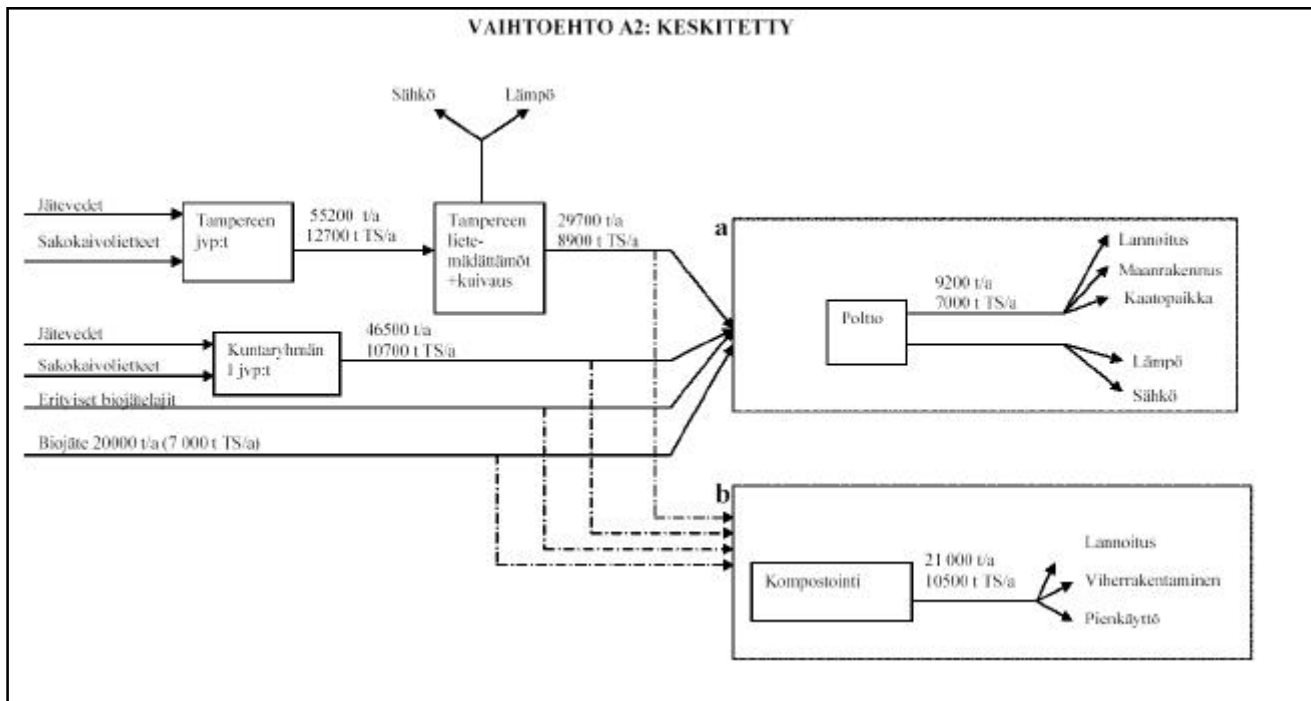 VAIHTOEHTO A2: KESKITETTY
Sähkö
Lämpö
Jätevedet
Sakokaivolietteet
Tampereen
jvp:t
55200 t/a
12700 t TS/a
Tampereen
liete-
mädättämöt
+kuivaus
29700 t/a
8900 t TS/a
Jätevedet
Sakokaivolietteet
Kuntaryhmän
1 jvp:t
46500 t/a
10700 t TS/a
Erityiset biojätelajit
Biojäte 20000 t/a (7 000 t TS/a)
a
Poltto
9200 t/a
7000 t TS/a
Lannoitus
Maanrakennus
Kaatopaikka
Lämpö
Sähkö
b
Kompostointi
21 000 t/a
10500 t TS/a
Lannoitus
Viherrakentaminen
Pienkäyttö